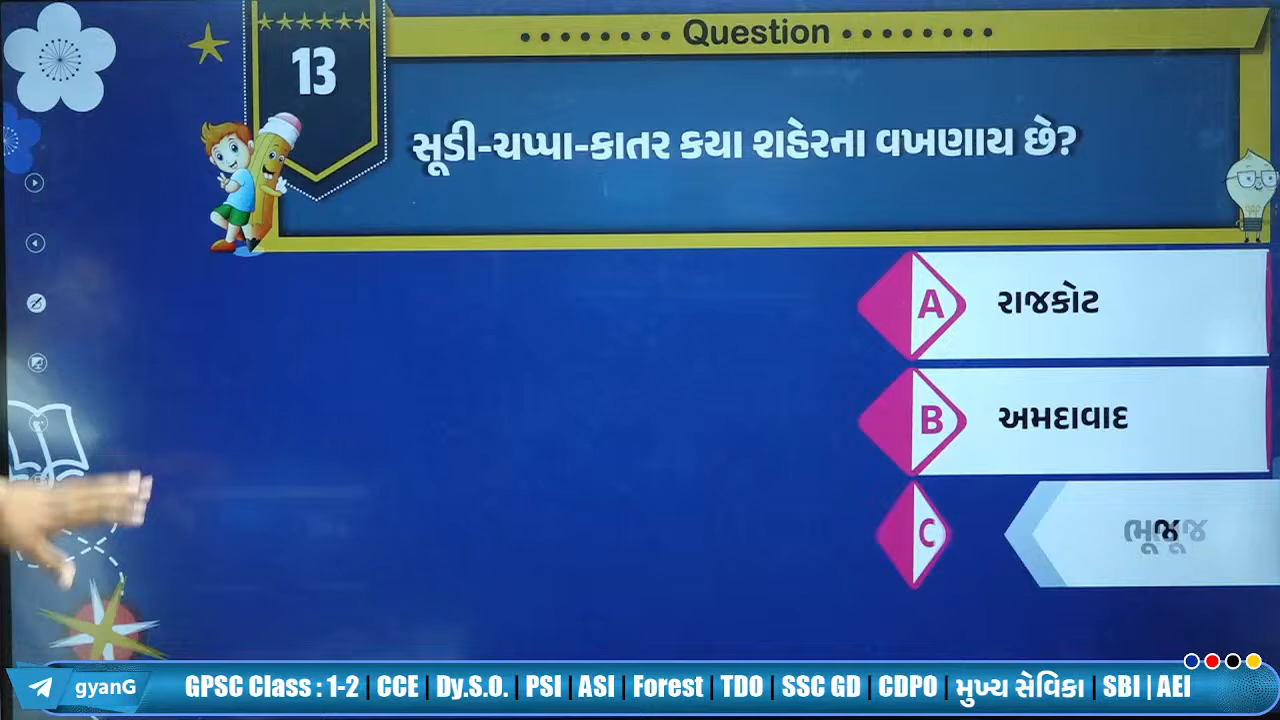 Question
13
સૂડી-ચપ્પા-કાતર કયા શહેરના વખણાય છે?
A રાજકોટ
B અમદાવાદ
C
gyanG
GPSC Class : 1-2 | CCE | Dy.S.O. | PSI | ASI | Forest | TDO | SSC GD | CDPO | મુખ્ય સેવિકા | SBI | AEI